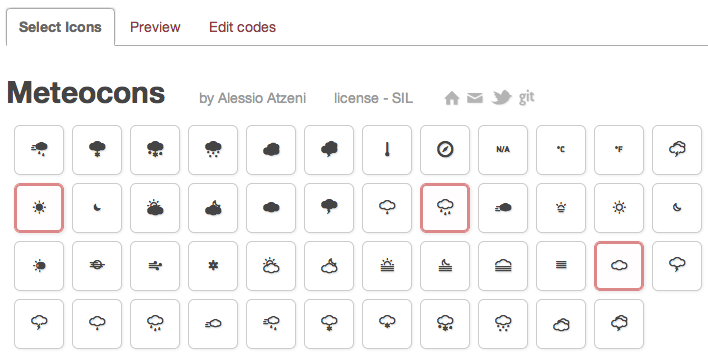 Select Icons Preview Edit codes
Meteocons by Alessio Atzeni license - SIL git
N/A °C °F